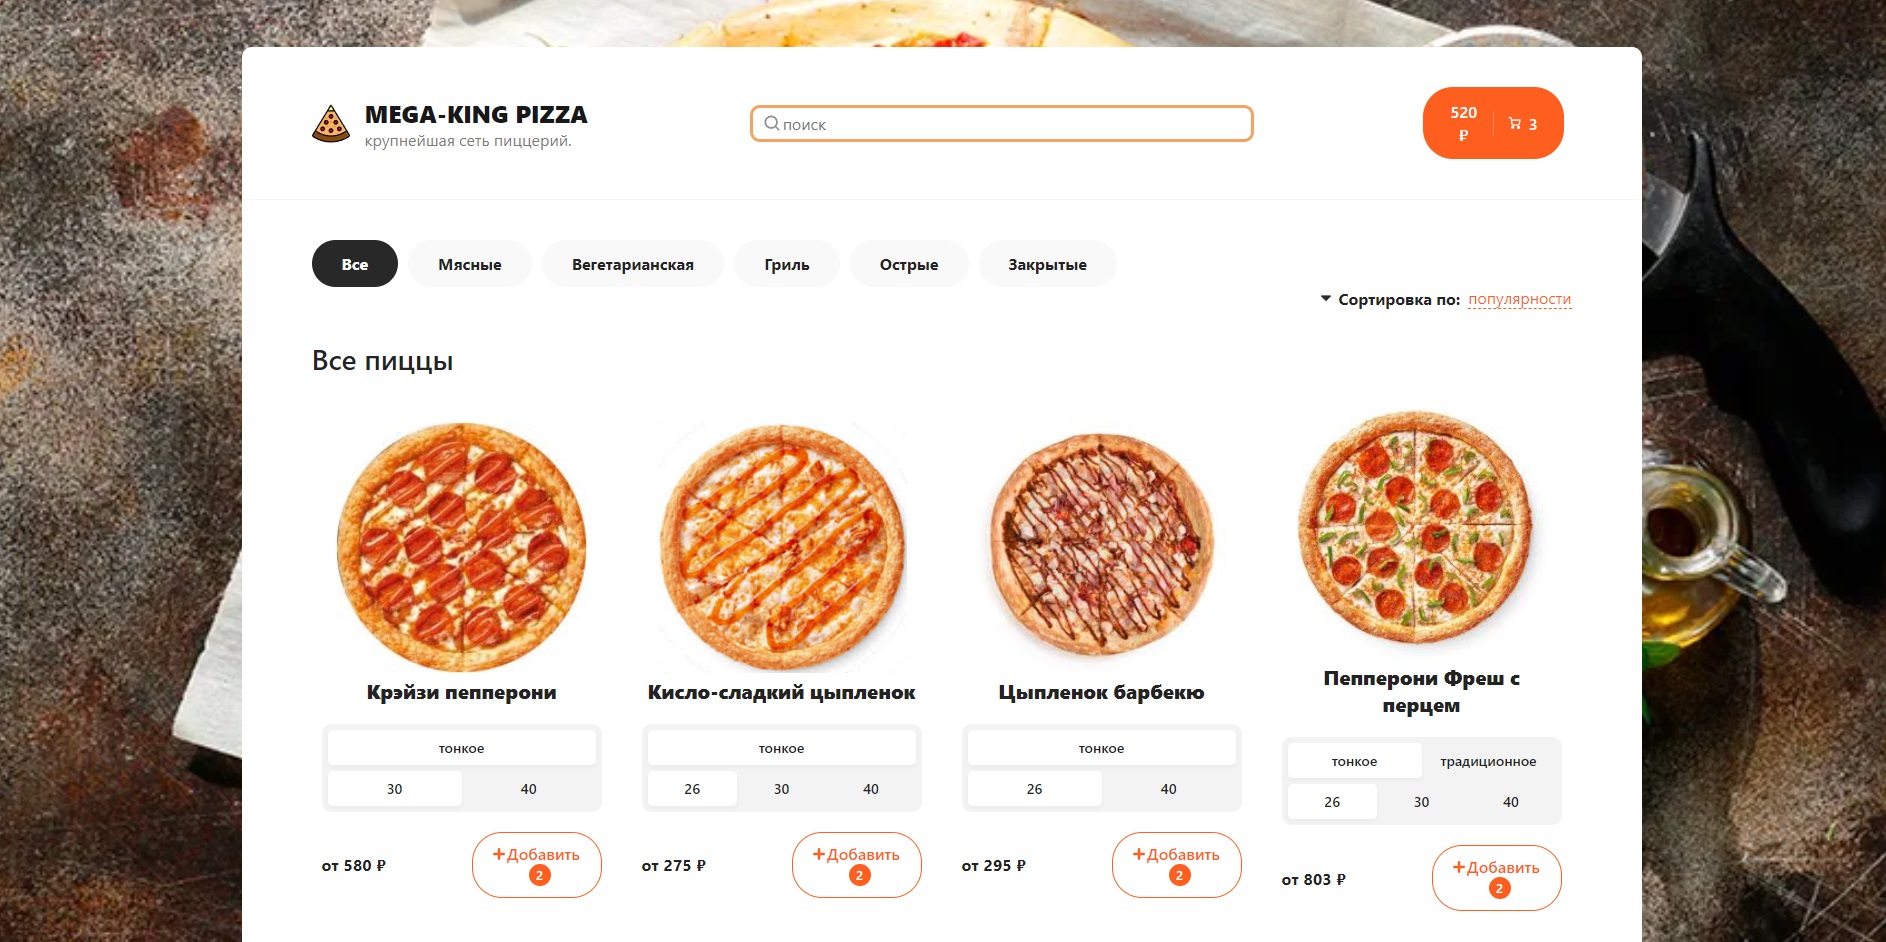 MEGA-KING PIZZA
крупнейшая сеть пиццерий.
поиск
520
₽
3
Все
Мясные
Вегетарианская
Гриль
Острые
Закрытые
Сортировка по: популярности
Все пиццы
Крэйзи пепперони
тонкое
30 40
от 580 ₽
+Добавить
2
Кисло-сладкий цыпленок
тонкое
26 30 40
от 275 ₽
+Добавить
2
Цыпленок барбекю
тонкое
26 40
от 295 ₽
+Добавить
2
Пепперони Фреш с
перцем
тонкое традиционное
26 30 40
от 803 ₽
+Добавить
2